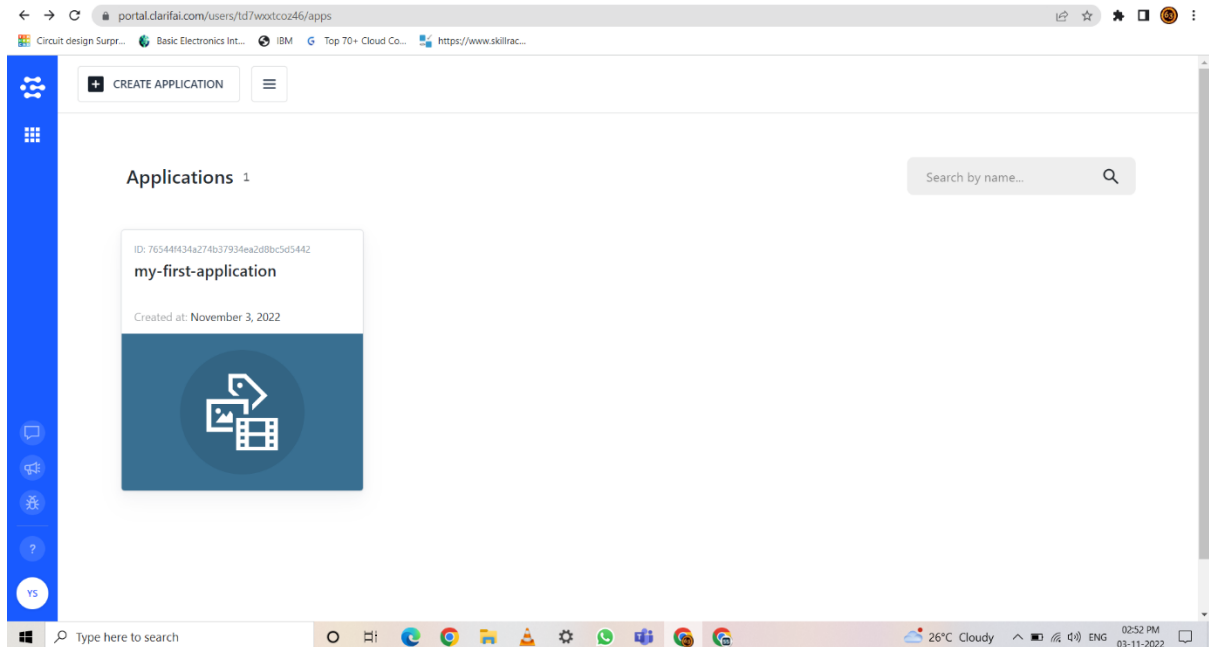 portal.clarifai.com/users/td7wxxtcoz46/apps
Circuit design Surpr... Basic Electronics Int... IBM Top 70+ Cloud Co... https://www.skillrac...
CREATE APPLICATION
Applications 1
Search by name...
ID: 76544f434a274b37934ea2d8bc5d5442
my-first-application
Created at: November 3, 2022
?
YS
Type here to search
26°C Cloudy ENG 02:52 PM
03-11-2022